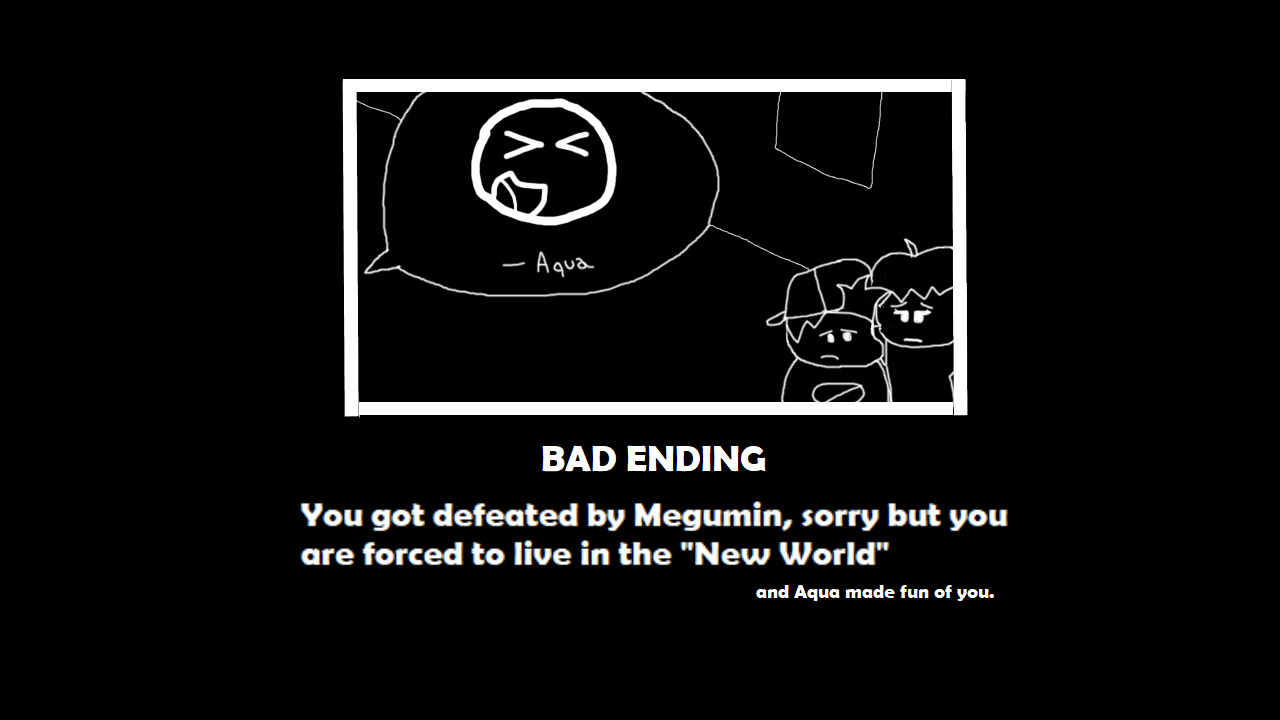 — Aqua
BAD ENDING
You got defeated by Megumin, sorry but you
are forced to live in the "New World"
and Aqua made fun of you.